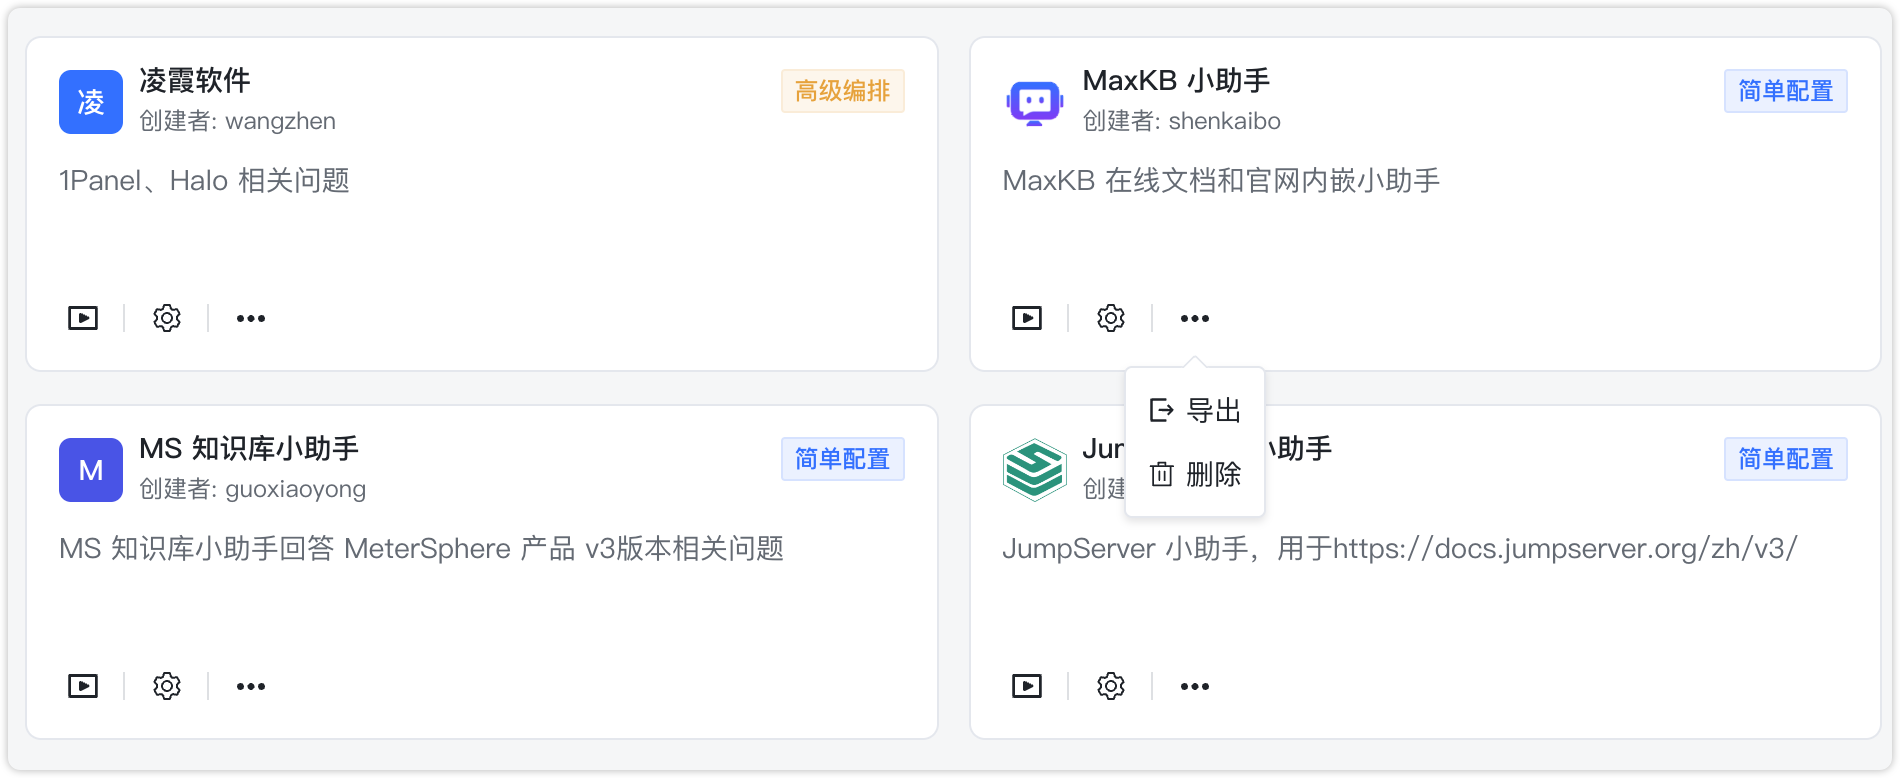 凌
凌霞软件
高级编排
创建者: wangzhen
1Panel、Halo 相关问题
MaxKB 小助手
简单配置
创建者: shenkaibo
MaxKB 在线文档和官网内嵌小助手
导出
删除
M
MS 知识库小助手
简单配置
创建者: guoxiaoyong
MS 知识库小助手回答 MeterSphere 产品 v3版本相关问题
小助手
简单配置
创建
JumpServer 小助手，用于https://docs.jumpserver.org/zh/v3/